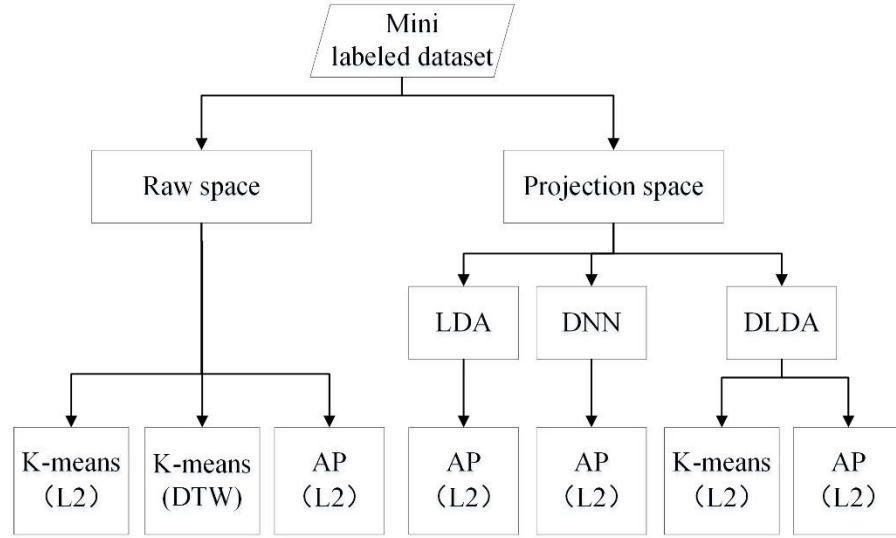 Mini
labeled dataset
Raw space
Projection space
LDA
DNN
DLDA
K-means
（L2）
K-means
(DTW)
AP
（L2）
AP
（L2）
AP
（L2）
K-means
（L2）
AP
（L2）